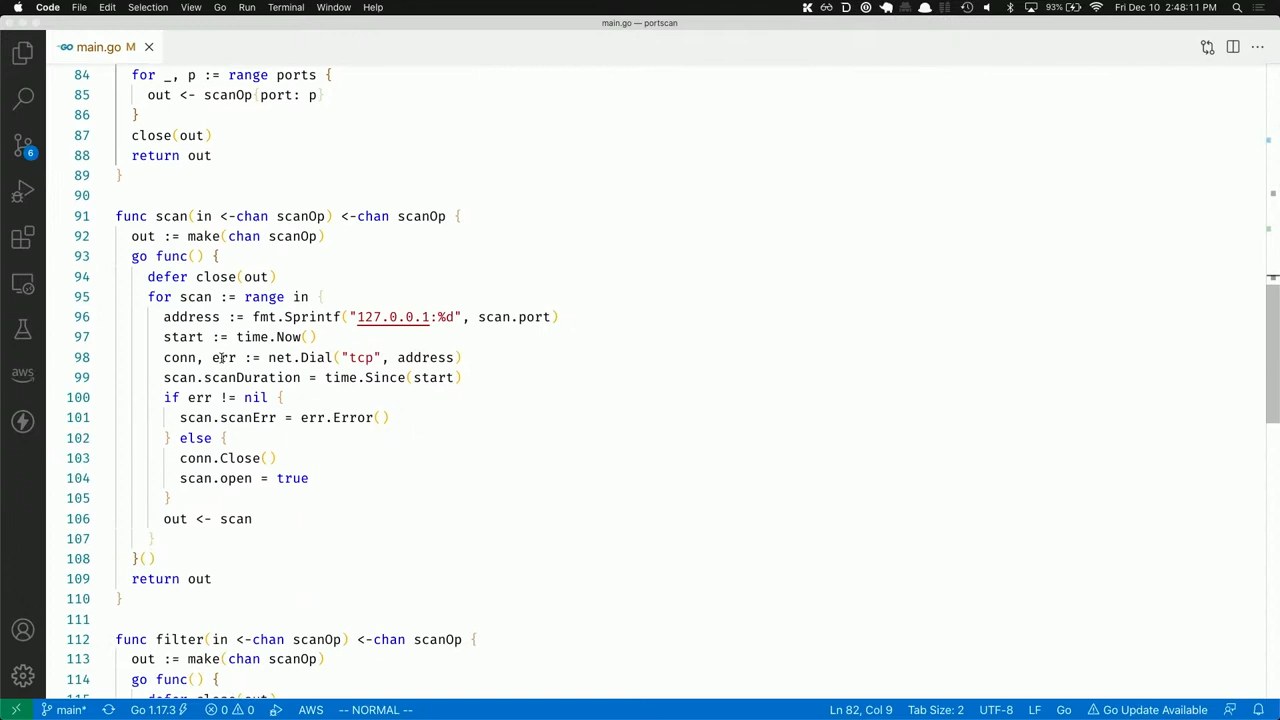 Code File Edit Selection View Go Run Terminal Window Help 93% Fri Dec 10 2:48:11 PM
main.go — portscan
main.go M
84 for _, p := range ports {
85 out <- scanOp{port: p}
86 }
87 close(out)
88 return out
89 }
90
91 func scan(in <-chan scanOp) <-chan scanOp {
92 out := make(chan scanOp)
93 go func() {
94 defer close(out)
95 for scan := range in {
96 address := fmt.Sprintf("127.0.0.1:%d", scan.port)
97 start := time.Now()
98 conn, err := net.Dial("tcp", address)
99 scan.scanDuration = time.Since(start)
100 if err != nil {
101 scan.scanErr = err.Error()
102 } else {
103 conn.Close()
104 scan.open = true
105 }
106 out <- scan
107 }
108 }()
109 return out
110 }
111
112 func filter(in <-chan scanOp) <-chan scanOp {
113 out := make(chan scanOp)
114 go func() {
115 defer close(out)
6
aws
main* Go 1.17.3 0 0 AWS -- NORMAL -- Ln 82, Col 9 Tab Size: 2 UTF-8 LF Go Go Update Available